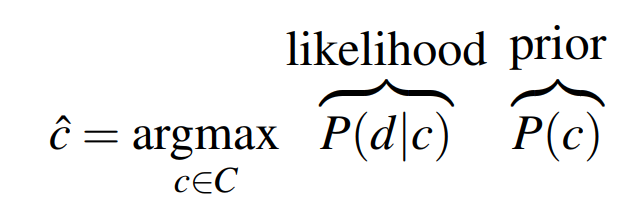 likelihood prior
ĉ = argmax P(d|c) P(c)
c∈C